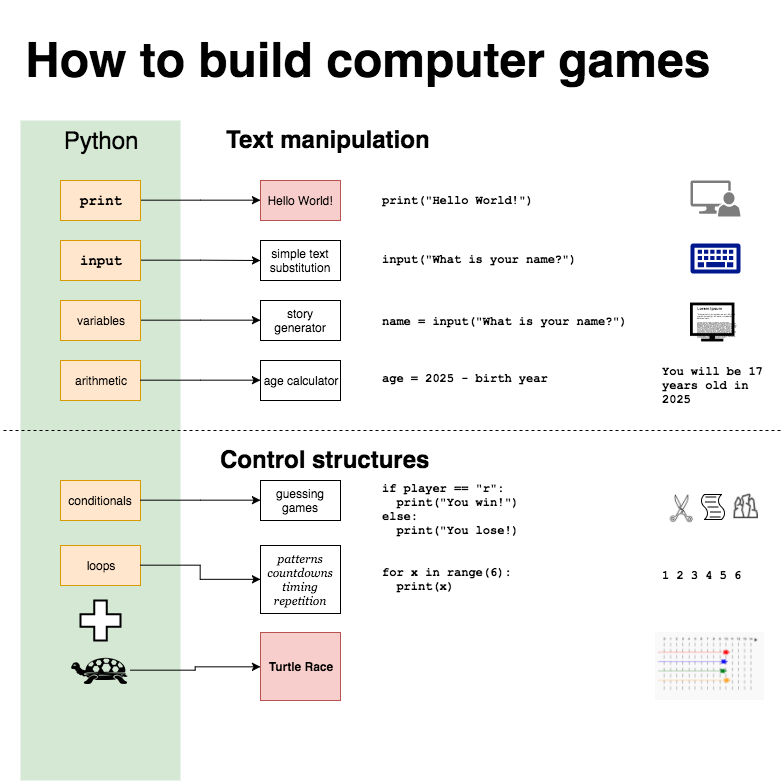 How to build computer games
Python
Text manipulation
print
Hello World!
print("Hello World!")
input
simple text
substitution
input("What is your name?")
variables
story
generator
name = input("What is your name?")
Lorem Ipsum
arithmetic
age calculator
age = 2025 - birth year
You will be 17
years old in
2025
Control structures
conditionals
guessing
games
if player == "r":
print("You win!")
else:
print("You lose!)
loops
patterns
countdowns
timing
repetition
for x in range(6):
print(x)
1 2 3 4 5 6
Turtle Race